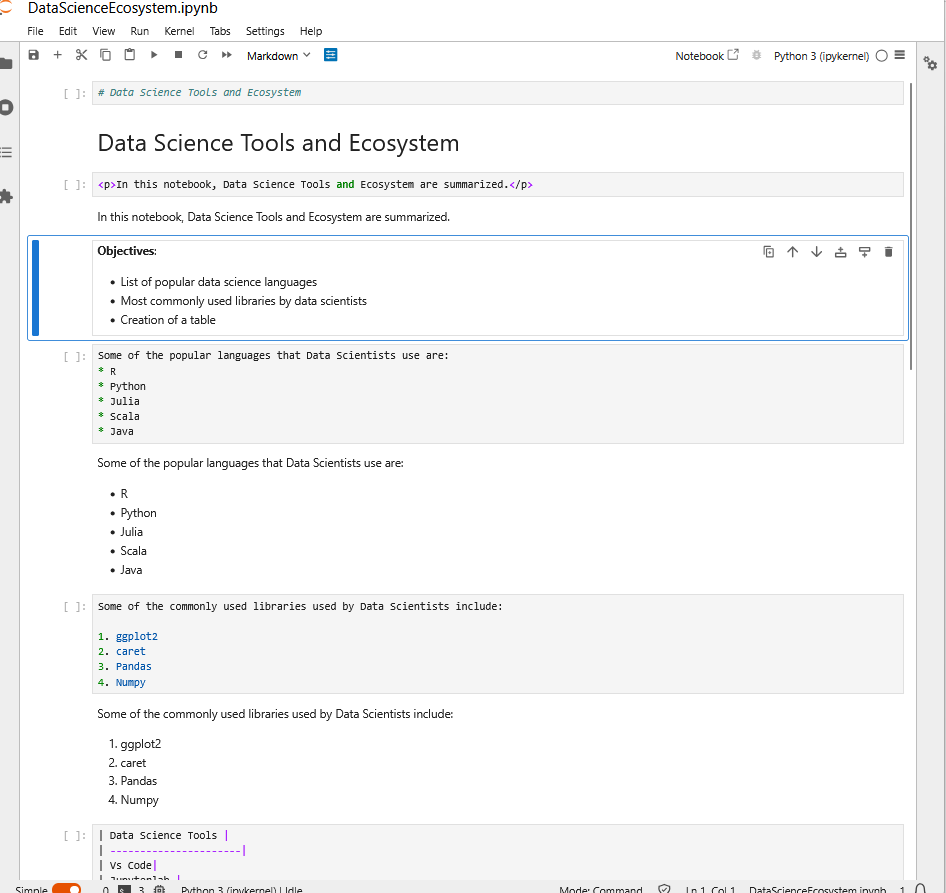 DataScienceEcosystem.ipynb
File Edit View Run Kernel Tabs Settings Help
Markdown Notebook Python 3 (ipykernel)
[ ]: # Data Science Tools and Ecosystem
Data Science Tools and Ecosystem
[ ]: <p>In this notebook, Data Science Tools and Ecosystem are summarized.</p>
In this notebook, Data Science Tools and Ecosystem are summarized.
Objectives:
• List of popular data science languages
• Most commonly used libraries by data scientists
• Creation of a table
[ ]: Some of the popular languages that Data Scientists use are:
* R
* Python
* Julia
* Scala
* Java
Some of the popular languages that Data Scientists use are:
• R
• Python
• Julia
• Scala
• Java
[ ]: Some of the commonly used libraries used by Data Scientists include:
1. ggplot2
2. caret
3. Pandas
4. Numpy
Some of the commonly used libraries used by Data Scientists include:
1. ggplot2
2. caret
3. Pandas
4. Numpy
[ ]: | Data Science Tools |
| ----------------------|
| Vs Code|
| Jupyterlab |
Simple 0 3 Python 3 (ipykernel) | Idle Mode: Command Ln 1, Col 1 DataScienceEcosystem.ipynb 1